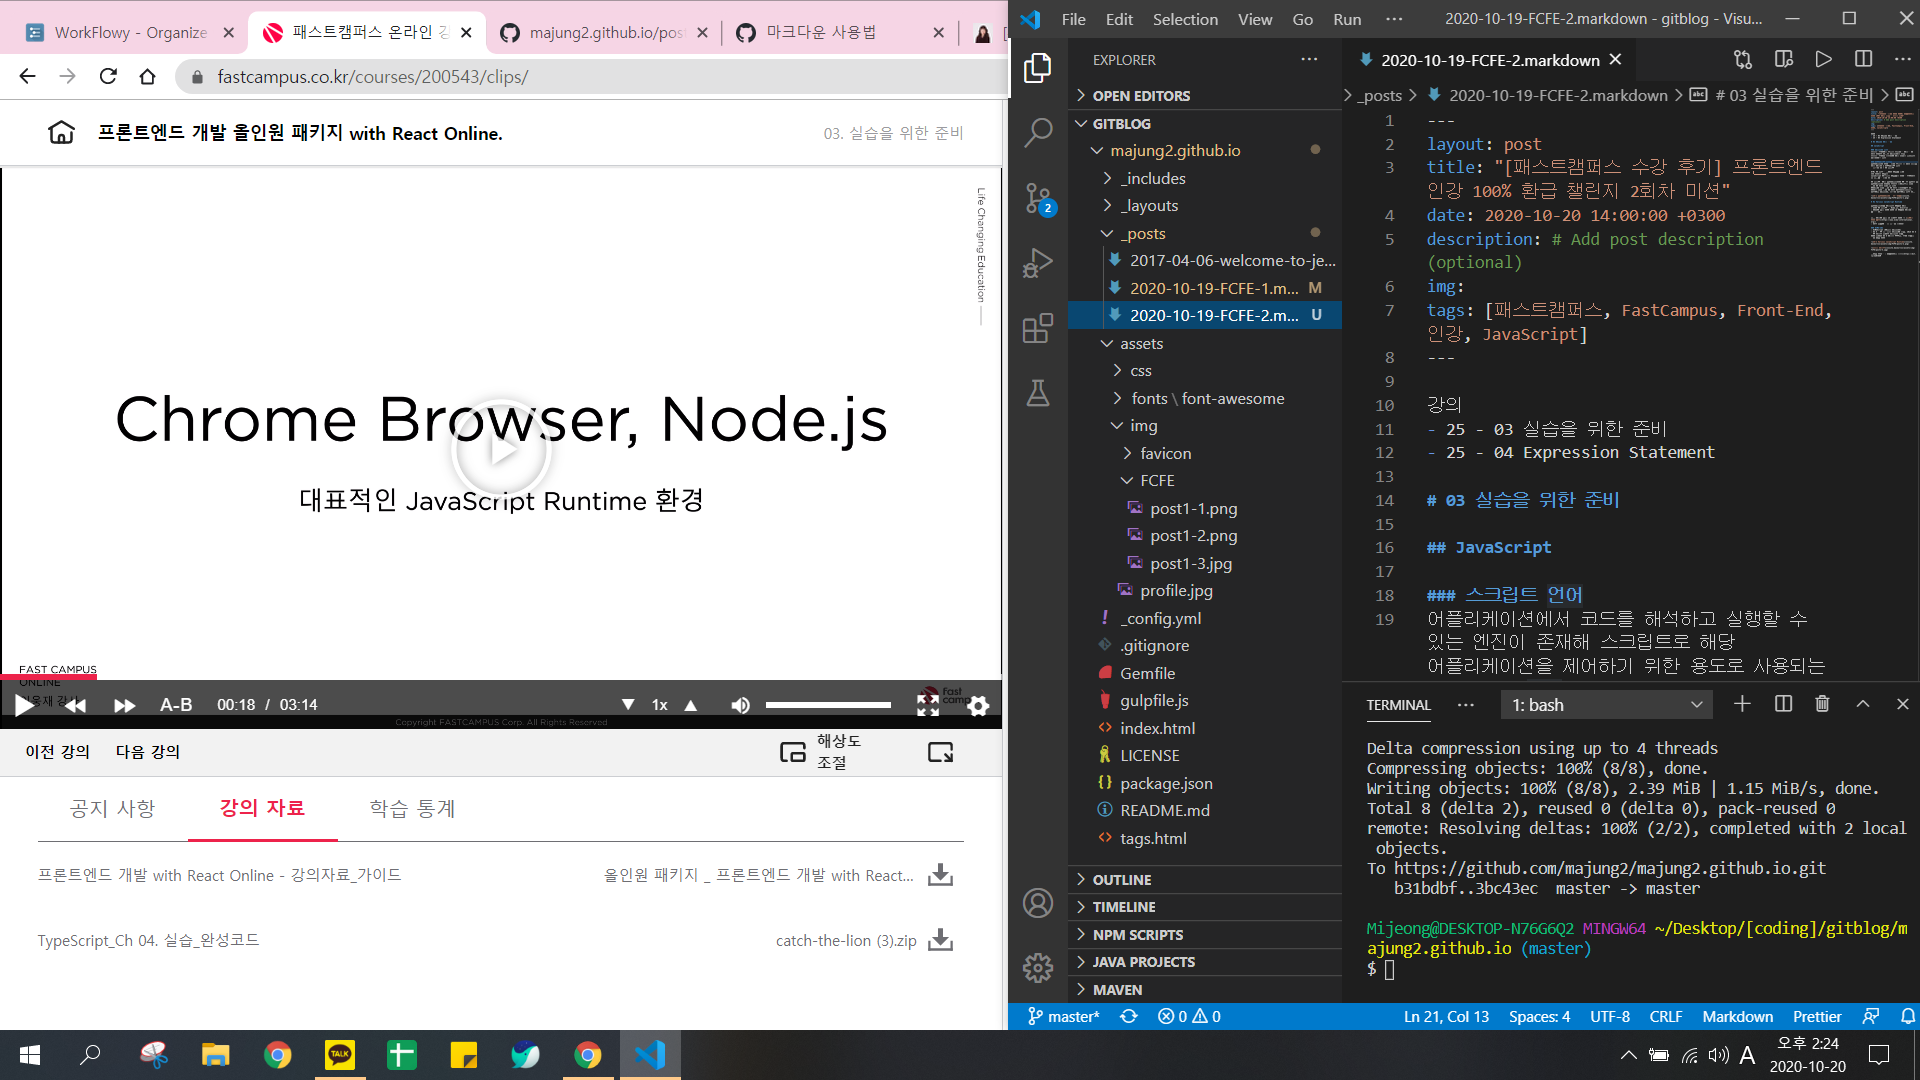 WorkFlowy - Organize
패스트캠퍼스 온라인 강
majung2.github.io/pos
마크다운 사용법
fastcampus.co.kr/courses/200543/clips/
프론트엔드 개발 올인원 패키지 with React Online.
03. 실습을 위한 준비
Life Changing Education
Chrome Browser, Node.js
대표적인 JavaScript Runtime 환경
FAST CAMPUS
ONLINE
A-B
00:18 / 03:14
1x
fast
Copyright FASTCAMPUS Corp. All Rights Reserved
이전 강의
다음 강의
해상도
조절
공지 사항
강의 자료
학습 통계
프론트엔드 개발 with React Online - 강의자료_가이드
올인원 패키지 _ 프론트엔드 개발 with React...
TypeScript_Ch 04. 실습_완성코드
catch-the-lion (3).zip
File Edit Selection View Go Run ···
2020-10-19-FCFE-2.markdown - gitblog - Visu...
EXPLORER
OPEN EDITORS
GITBLOG
majung2.github.io
_includes
_layouts
_posts
2017-04-06-welcome-to-je...
2020-10-19-FCFE-1.m... M
2020-10-19-FCFE-2.m... U
assets
css
fonts \ font-awesome
img
favicon
FCFE
post1-1.png
post1-2.png
post1-3.jpg
profile.jpg
_config.yml
.gitignore
Gemfile
gulpfile.js
index.html
LICENSE
package.json
README.md
tags.html
OUTLINE
TIMELINE
NPM SCRIPTS
JAVA PROJECTS
MAVEN
2
2020-10-19-FCFE-2.markdown
_posts > 2020-10-19-FCFE-2.markdown > # 03 실습을 위한 준비 >
1 ---
2 layout: post
3 title: "[패스트캠퍼스 수강 후기] 프론트엔드
인강 100% 환급 챌린지 2회차 미션"
4 date: 2020-10-20 14:00:00 +0300
5 description: # Add post description
(optional)
6 img:
7 tags: [패스트캠퍼스, FastCampus, Front-End,
인강, JavaScript]
8 ---
9
10 강의
11 - 25 - 03 실습을 위한 준비
12 - 25 - 04 Expression Statement
13
14 # 03 실습을 위한 준비
15
16 ## JavaScript
17
18 ### 스크립트 언어
19 어플리케이션에서 코드를 해석하고 실행할 수
있는 엔진이 존재해 스크립트로 해당
어플리케이션을 제어하기 위한 용도로 사용되는
TERMINAL
1: bash
Delta compression using up to 4 threads
Compressing objects: 100% (8/8), done.
Writing objects: 100% (8/8), 2.39 MiB | 1.15 MiB/s, done.
Total 8 (delta 2), reused 0 (delta 0), pack-reused 0
remote: Resolving deltas: 100% (2/2), completed with 2 local
objects.
To https://github.com/majung2/majung2.github.io.git
b31bdbf..3bc43ec master -> master
Mijeong@DESKTOP-N76G6Q2 MINGW64 ~/Desktop/[coding]/gitblog/m
ajung2.github.io (master)
$
master*
0
0
Ln 21, Col 13
Spaces: 4
UTF-8
CRLF
Markdown
Prettier
TALK
A
오후 2:24
2020-10-20